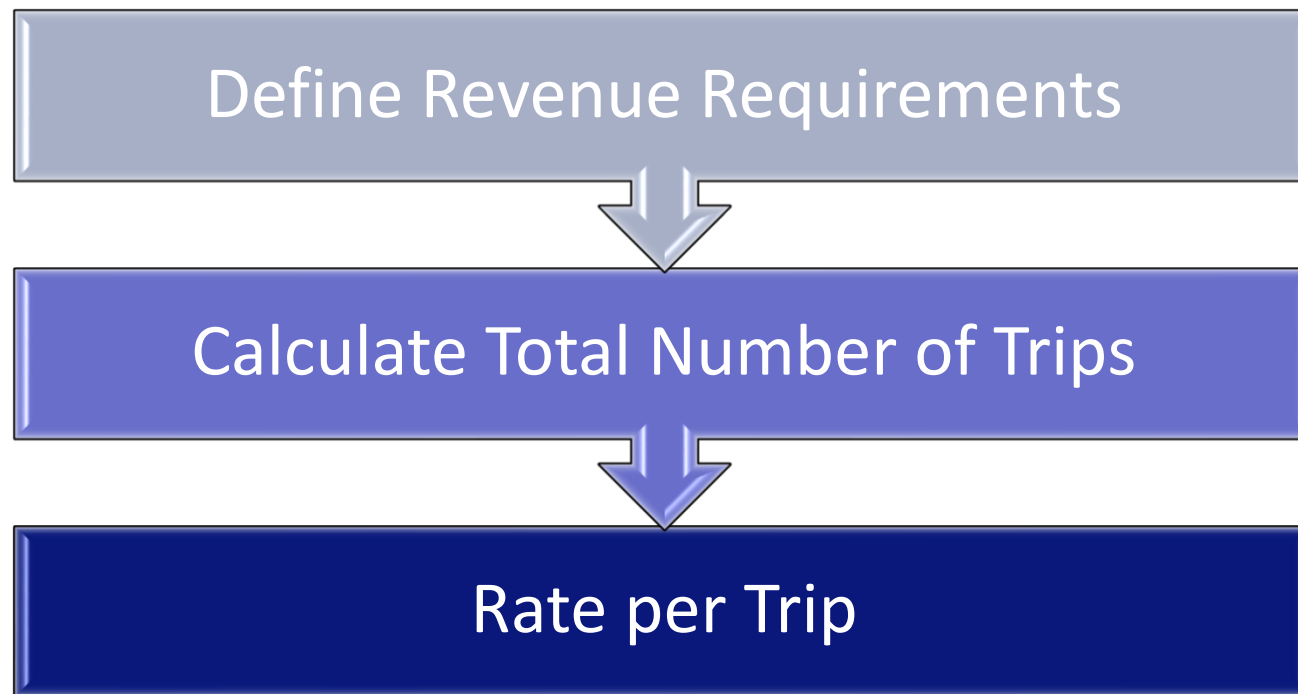 Define Revenue Requirements
Calculate Total Number of Trips
Rate per Trip